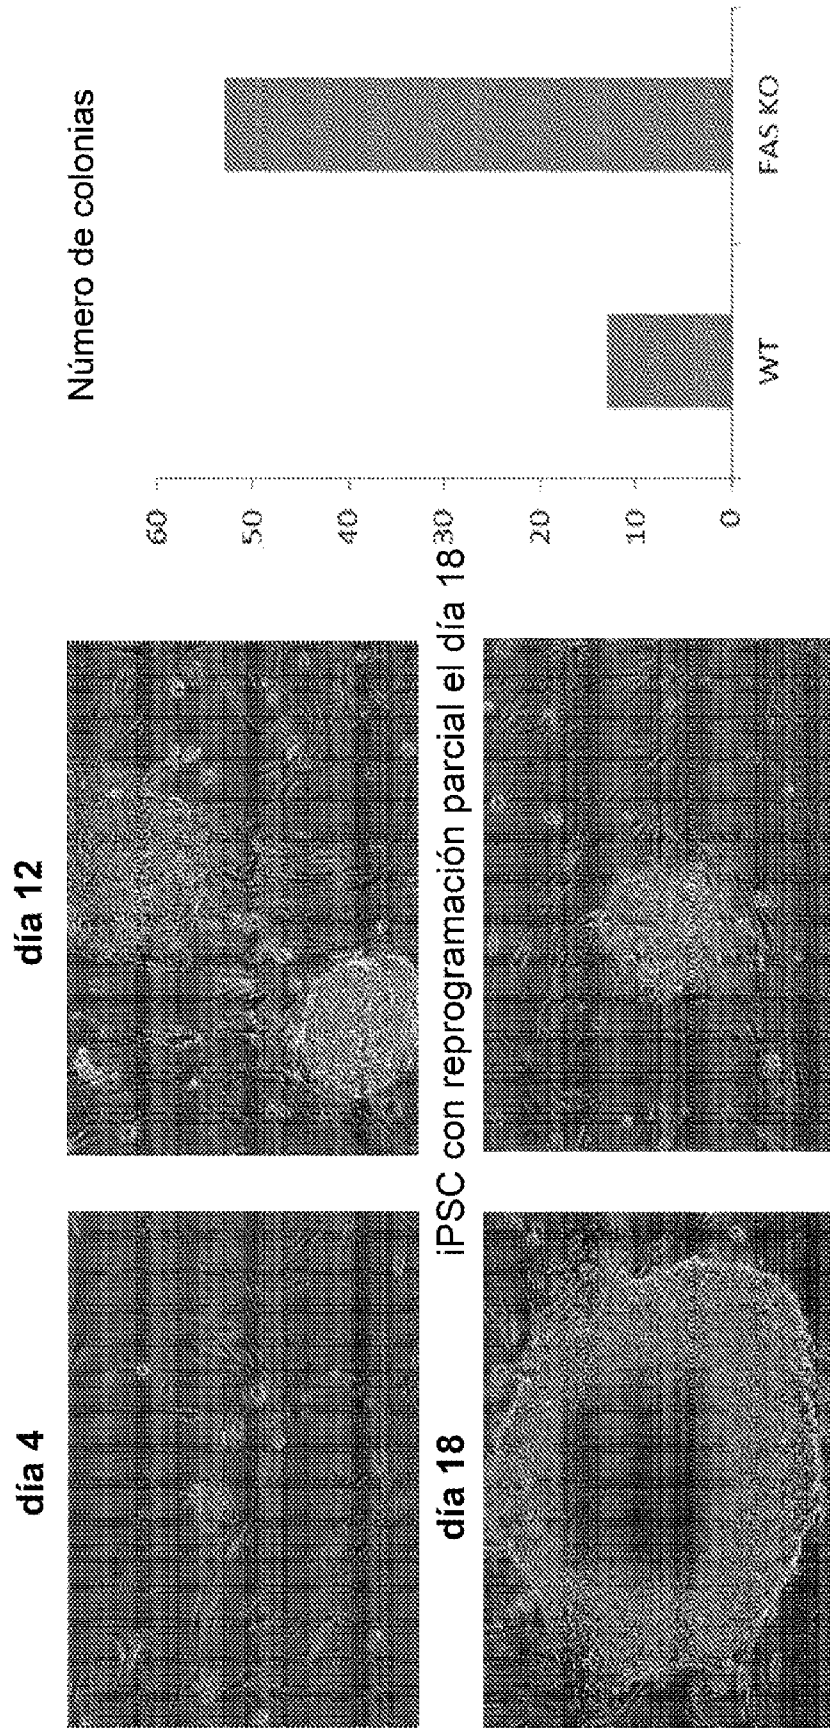 día 4
día 12
día 18
iPSC con reprogramación parcial el día 18
Número de colonias
60
50
40
30
20
10
0
WT
FAS KO